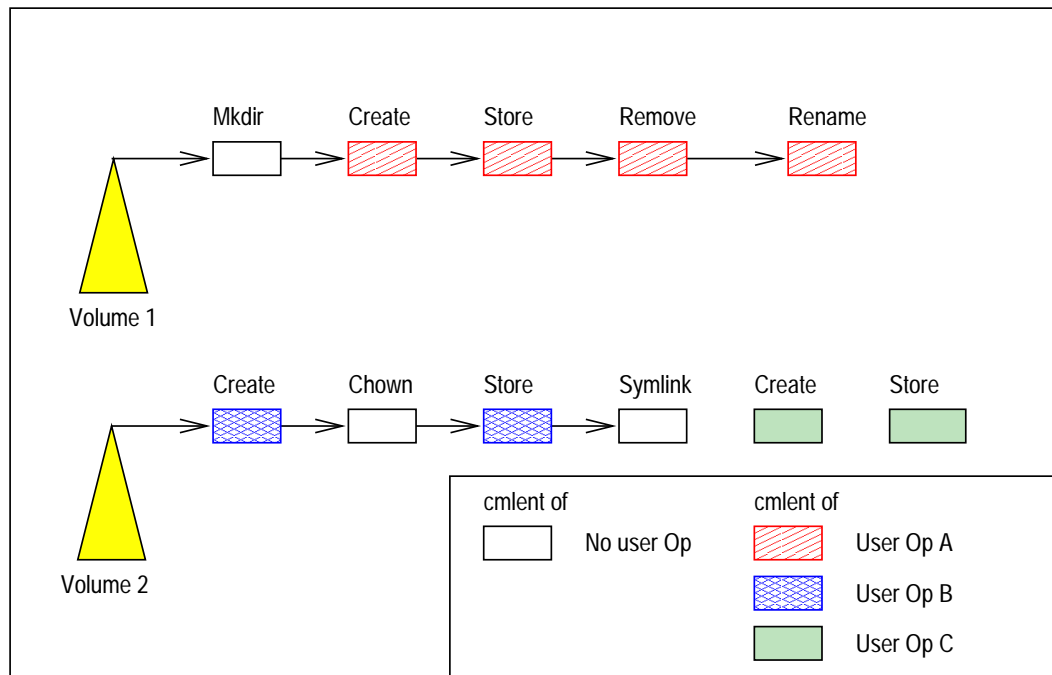 Mkdir Create Store Remove Rename
Volume 1
Create Chown Store Symlink Create Store
Volume 2
cmlent of
No user Op
cmlent of
User Op A
User Op B
User Op C